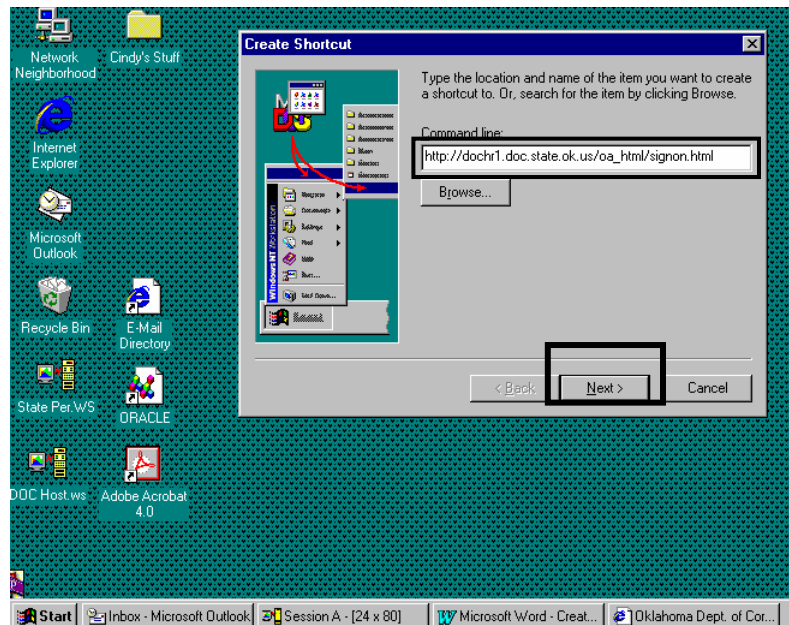 Network
Neighborhood
Cindy's Stuff
Internet
Explorer
Microsoft
Outlook
Recycle Bin
E-Mail
Directory
State Per.WS
ORACLE
DOC Host.ws
Adobe Acrobat
4.0
Create Shortcut
Type the location and name of the item you want to create
a shortcut to. Or, search for the item by clicking Browse.
Command line:
http://dochr1.doc.state.ok.us/oa_html/signon.html
Browse...
Windows NT Workstation
< Back
Next >
Cancel
Start
Inbox - Microsoft Outlook
Session A - [24 x 80]
Microsoft Word - Creat...
Oklahoma Dept. of Cor...